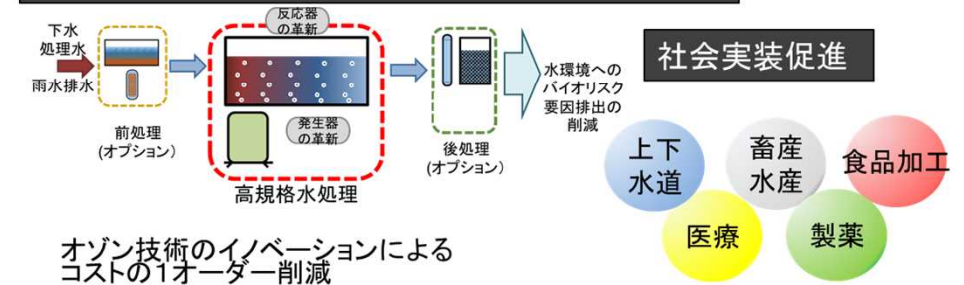 反応器
の革新
下水
処理水
雨水排水
前処理
(オプション)
発生器
の革新
高規格水処理
後処理
(オプション)
水環境への
バイオリスク
要因排出の
削減
社会実装促進
上下
水道
畜産
水産
食品加工
医療
製薬
オゾン技術のイノベーションによる
コストの1オーダー削減